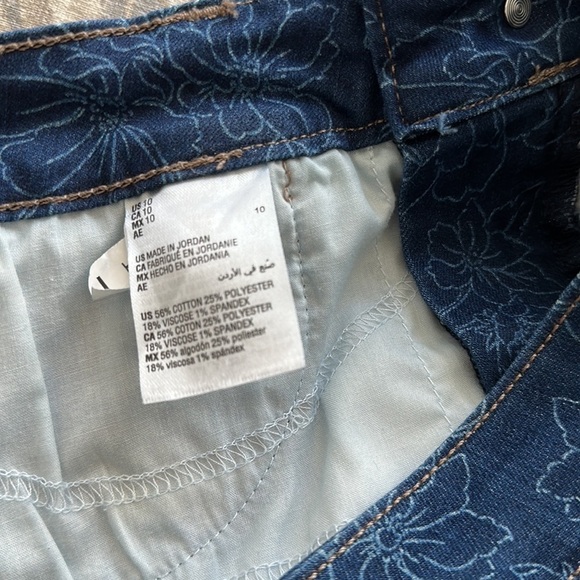 US 10
CA 10
MX 10
AE
10
US MADE IN JORDAN
CA FABRIQUÉ EN JORDANIE
MX HECHO EN JORDANIA
AE صنع في الأردن
US 56% COTTON 25% POLYESTER
18% VISCOSE 1% SPANDEX
CA 56% COTON 25% POLYESTER
18% VISCOSE 1% SPANDEX
MX 56% algodón 25% poliester
18% viscosa 1% spándex